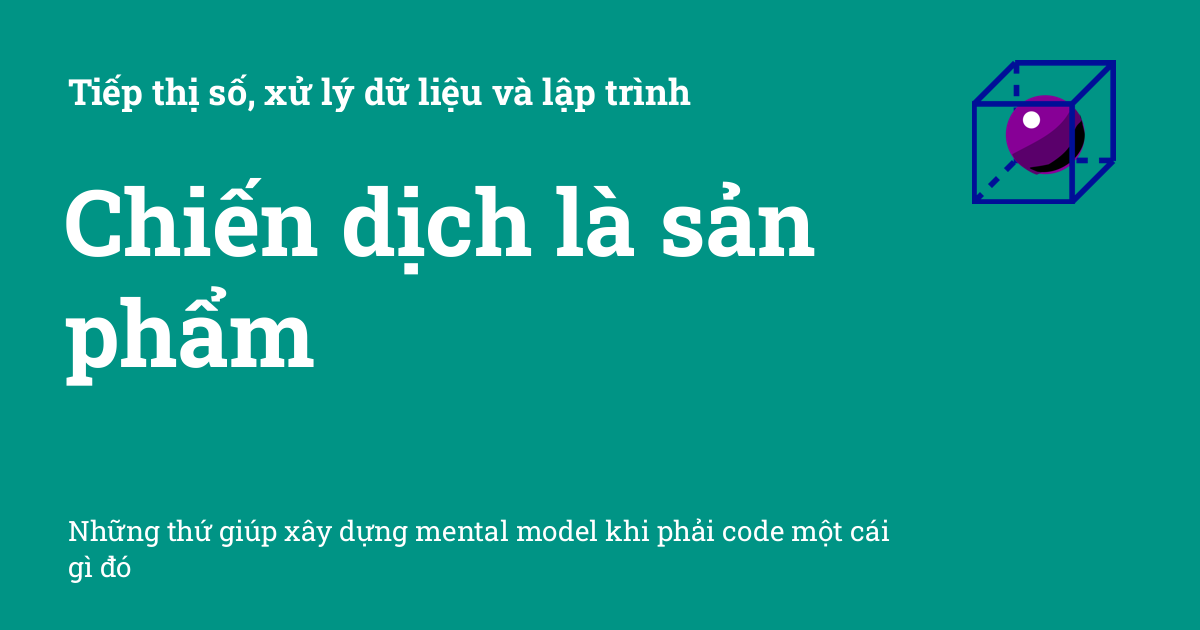 Tiếp thị số, xử lý dữ liệu và lập trình
Chiến dịch là sản
phẩm
Những thứ giúp xây dựng mental model khi phải code một cái
gì đó